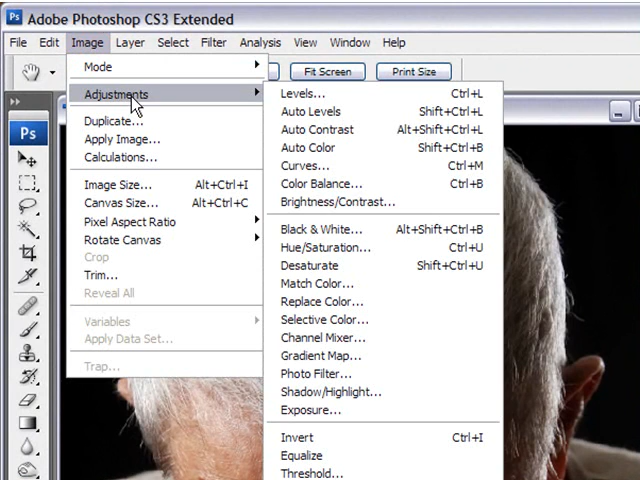 Ps Adobe Photoshop CS3 Extended
File Edit Image Layer Select Filter Analysis View Window Help
Fit Screen Print Size
Mode
Adjustments
Duplicate...
Apply Image...
Calculations...
Image Size... Alt+Ctrl+I
Canvas Size... Alt+Ctrl+C
Pixel Aspect Ratio
Rotate Canvas
Crop
Trim...
Reveal All
Variables
Apply Data Set...
Trap...
Levels... Ctrl+L
Auto Levels Shift+Ctrl+L
Auto Contrast Alt+Shift+Ctrl+L
Auto Color Shift+Ctrl+B
Curves... Ctrl+M
Color Balance... Ctrl+B
Brightness/Contrast...
Black & White... Alt+Shift+Ctrl+B
Hue/Saturation... Ctrl+U
Desaturate Shift+Ctrl+U
Match Color...
Replace Color...
Selective Color...
Channel Mixer...
Gradient Map...
Photo Filter...
Shadow/Highlight...
Exposure...
Invert Ctrl+I
Equalize
Threshold...
Ps